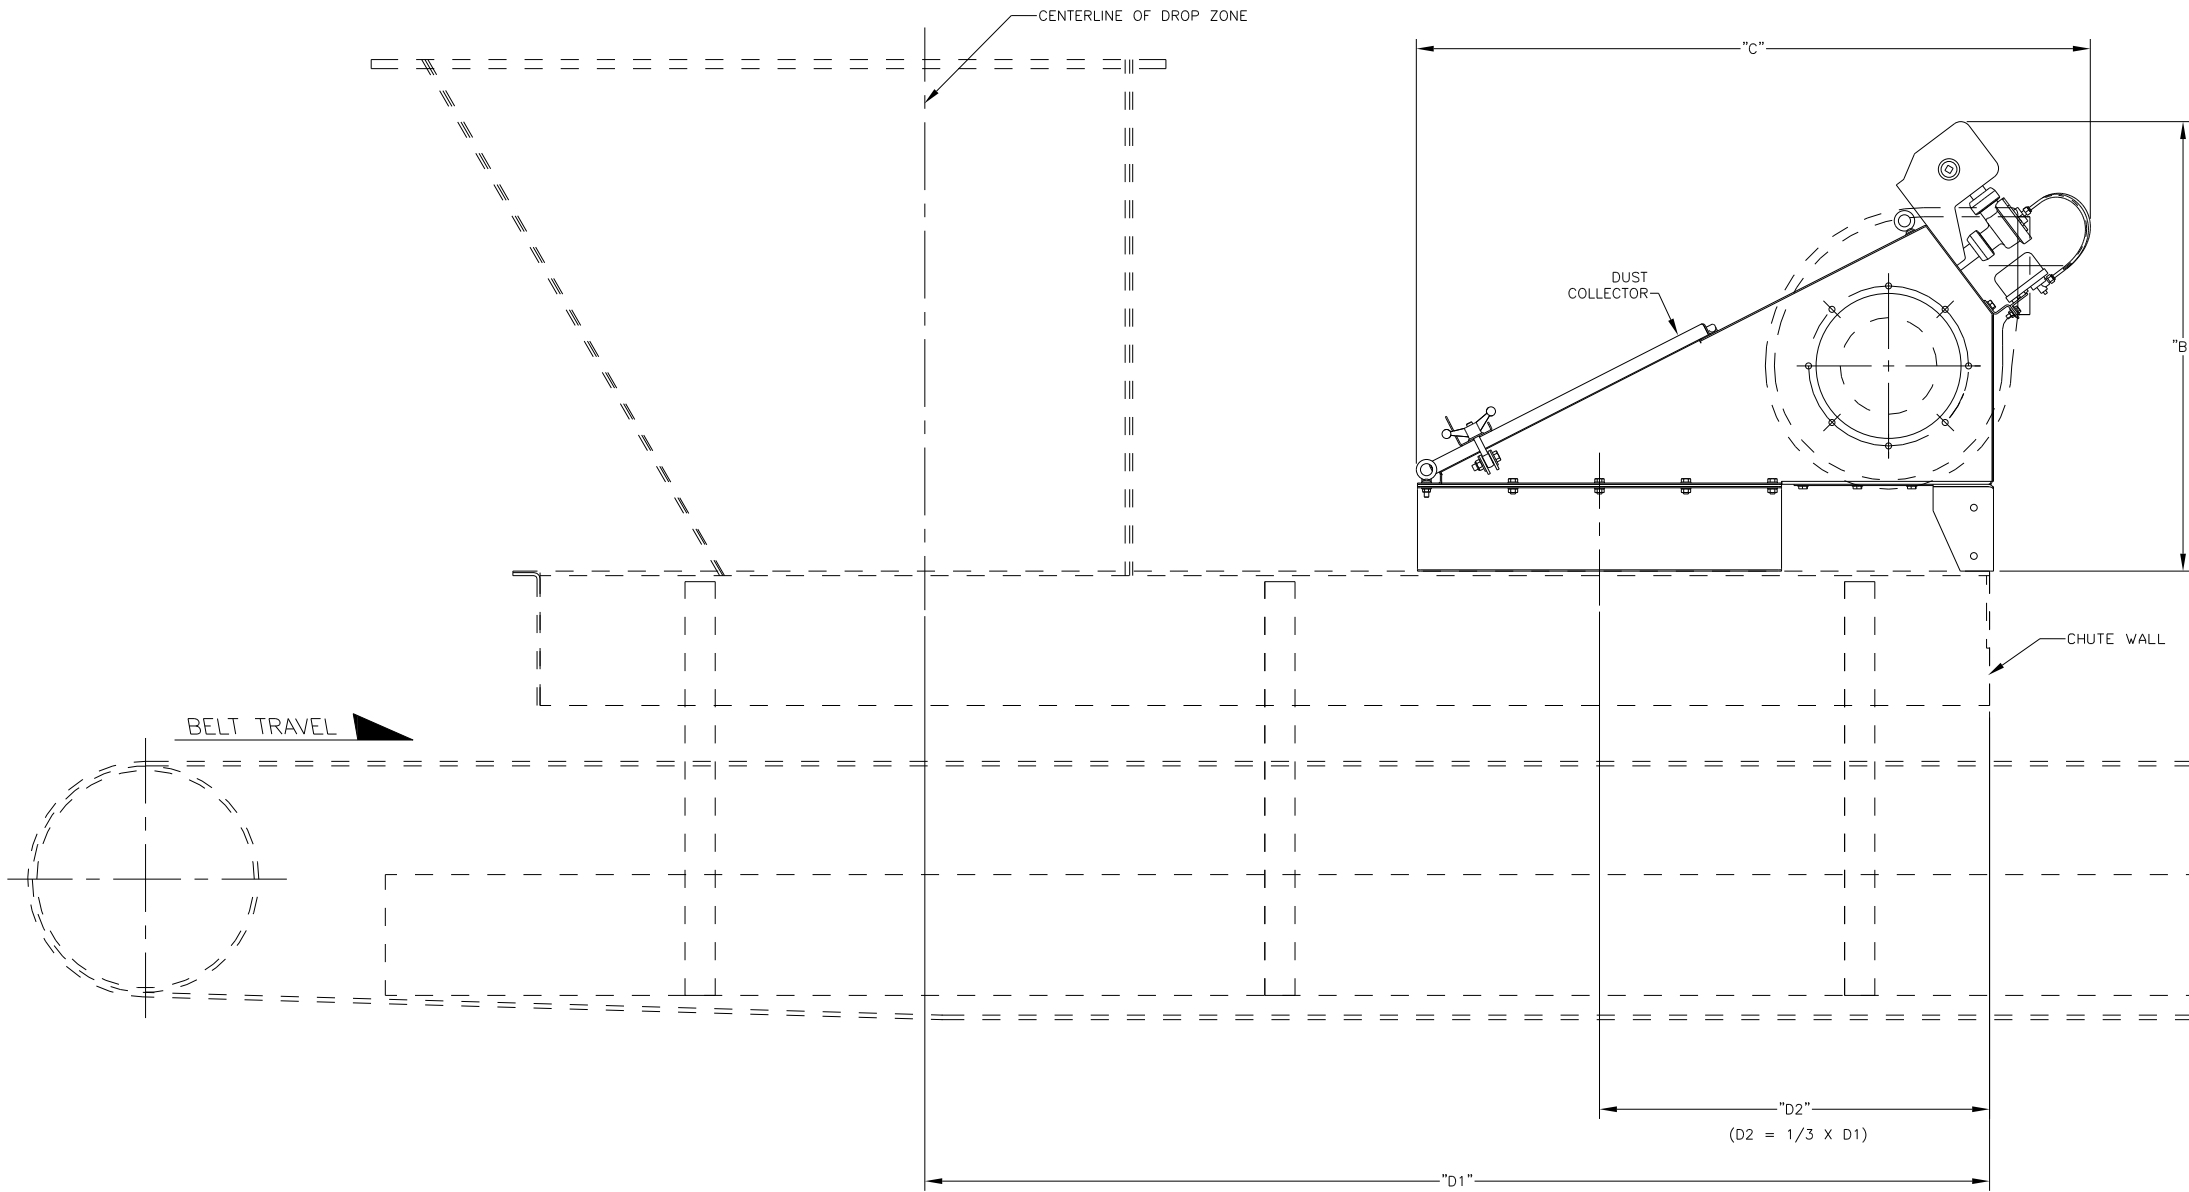 CENTERLINE OF DROP ZONE
"C"
DUST
COLLECTOR
"B
CHUTE WALL
BELT TRAVEL
"D2"
(D2 = 1/3 X D1)
"D1"